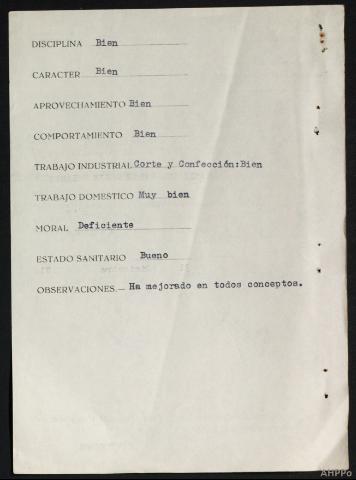 DISCIPLINA Bien
CARACTER Bien
APROVECHAMIENTO Bien
COMPORTAMIENTO Bien
TRABAJO INDUSTRIAL Corte y Confección:Bien
TRABAJO DOMESTICO Muy bien
MORAL Deficiente
ESTADO SANITARIO Bueno
OBSERVACIONES.— Ha mejorado en todos conceptos.
AHPPo